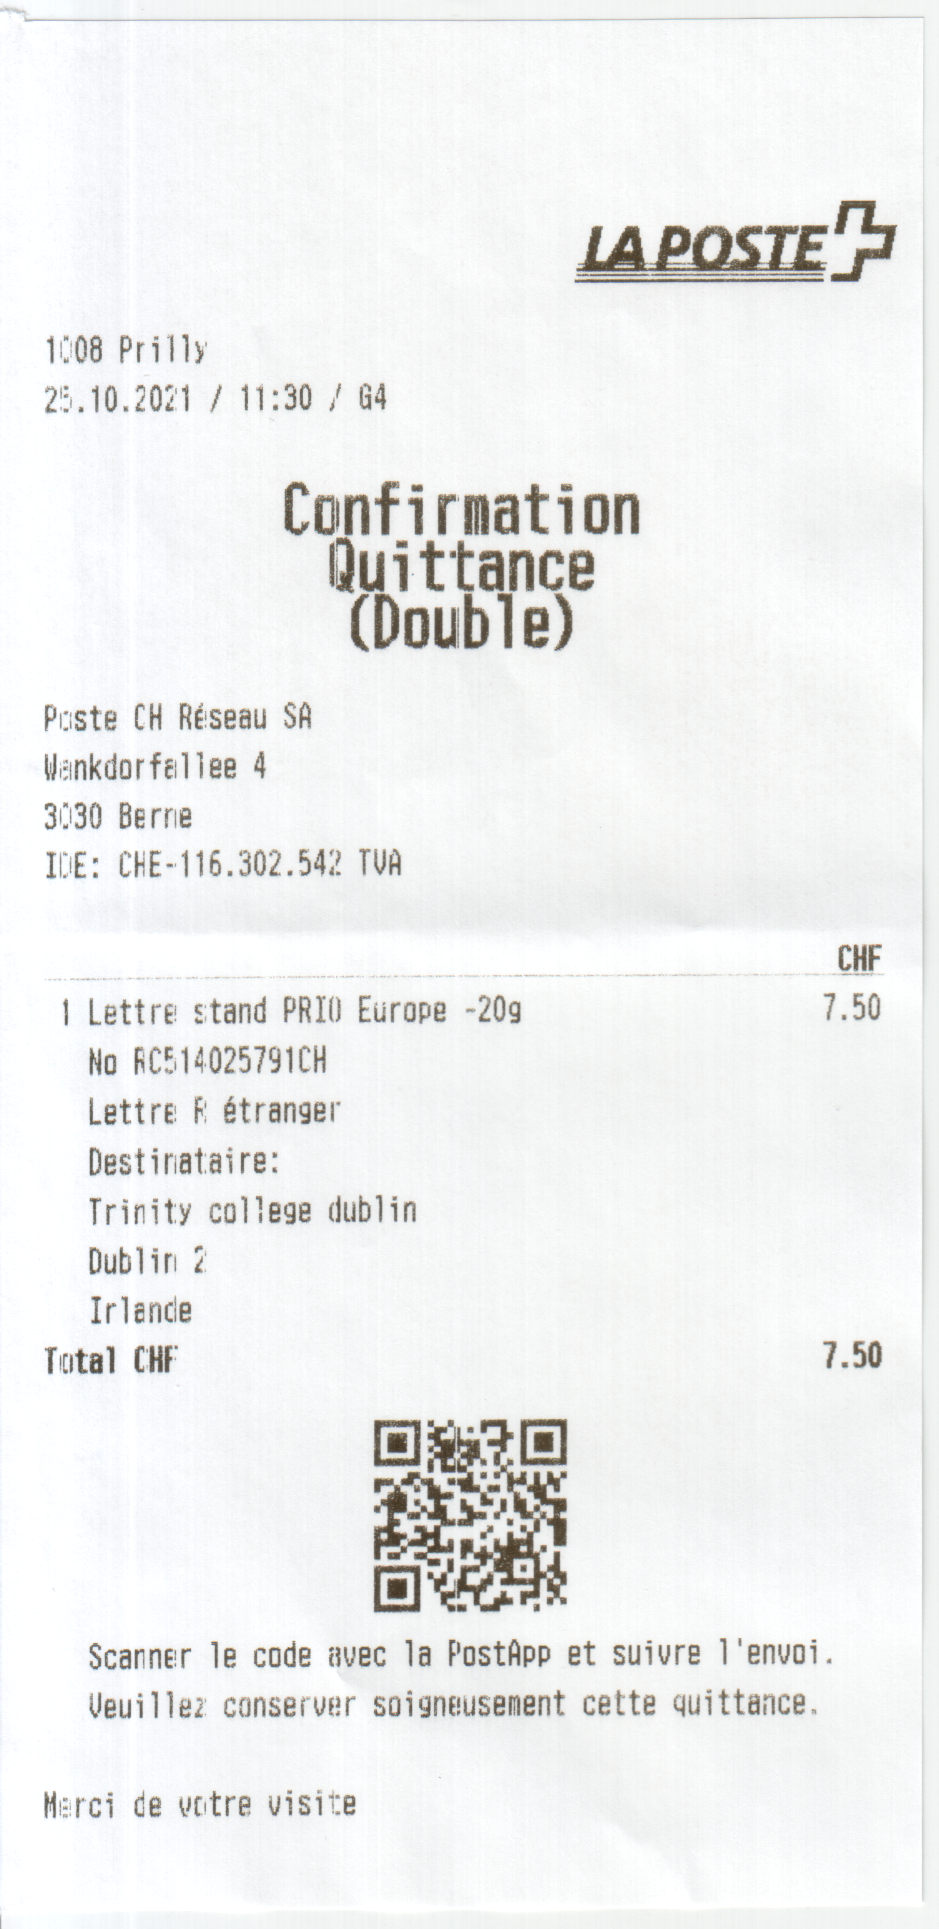 LA POSTE
1008 Prilly
25.10.2021 / 11:30 / G4
Confirmation
Quittance
(Double)
Poste CH Réseau SA
Wankdorfallee 4
3030 Berne
IDE: CHE-116.302.542 TVA
CHF
1 Lettre stand PRIO Europe -20g 7.50
No RC514025791CH
Lettre R étranger
Destinataire:
Trinity college dublin
Dublin 2
Irlande
Total CHF 7.50
Scanner le code avec la PostApp et suivre l'envoi.
Veuillez conserver soigneusement cette quittance.
Merci de votre visite